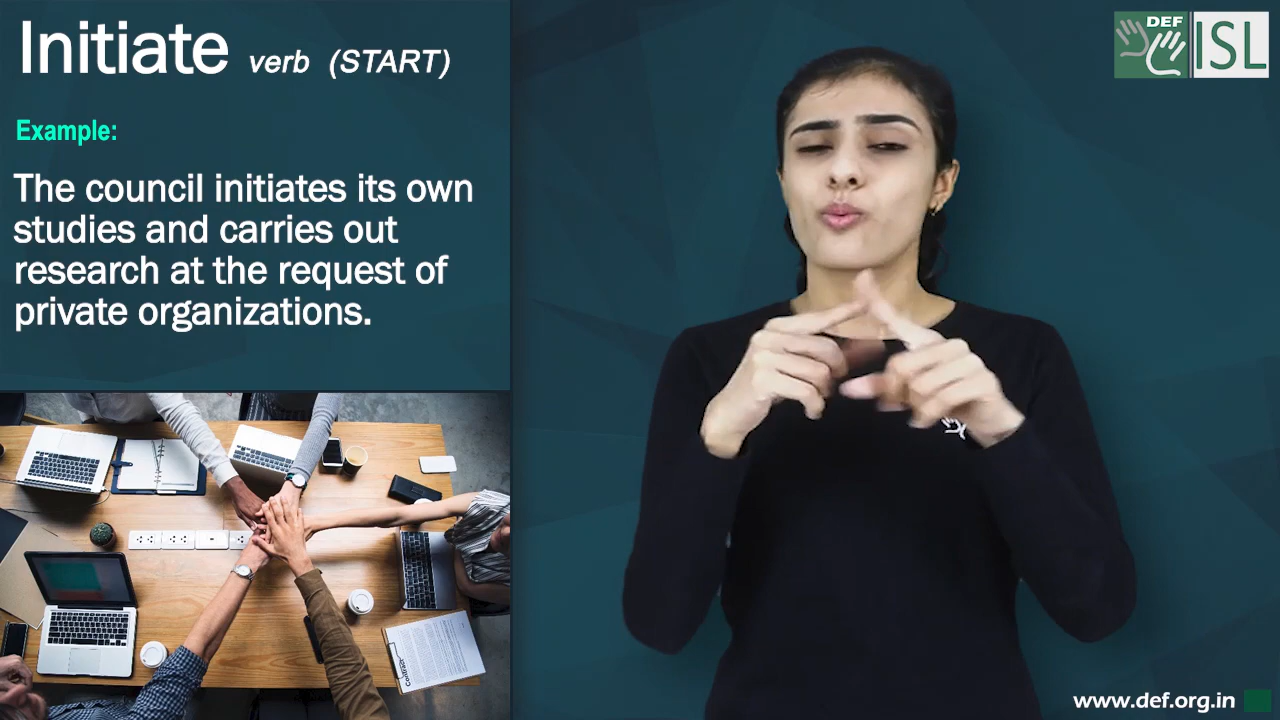 Initiate verb (START)
Example:
The council initiates its own
studies and carries out
research at the request of
private organizations.
DEF
ISL
Contract
www.def.org.in